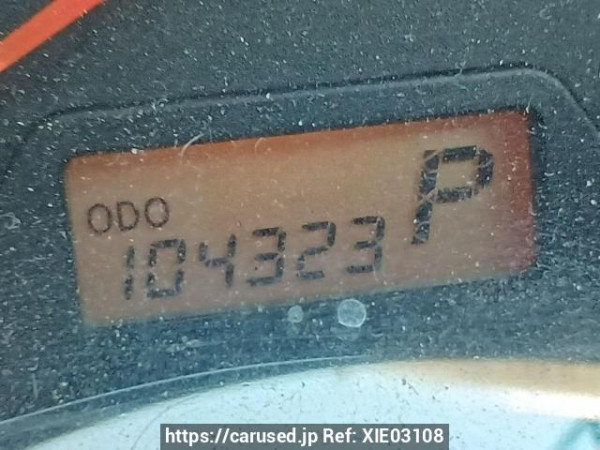 ODO
104323 P
https://carused.jp Ref: XIE03108